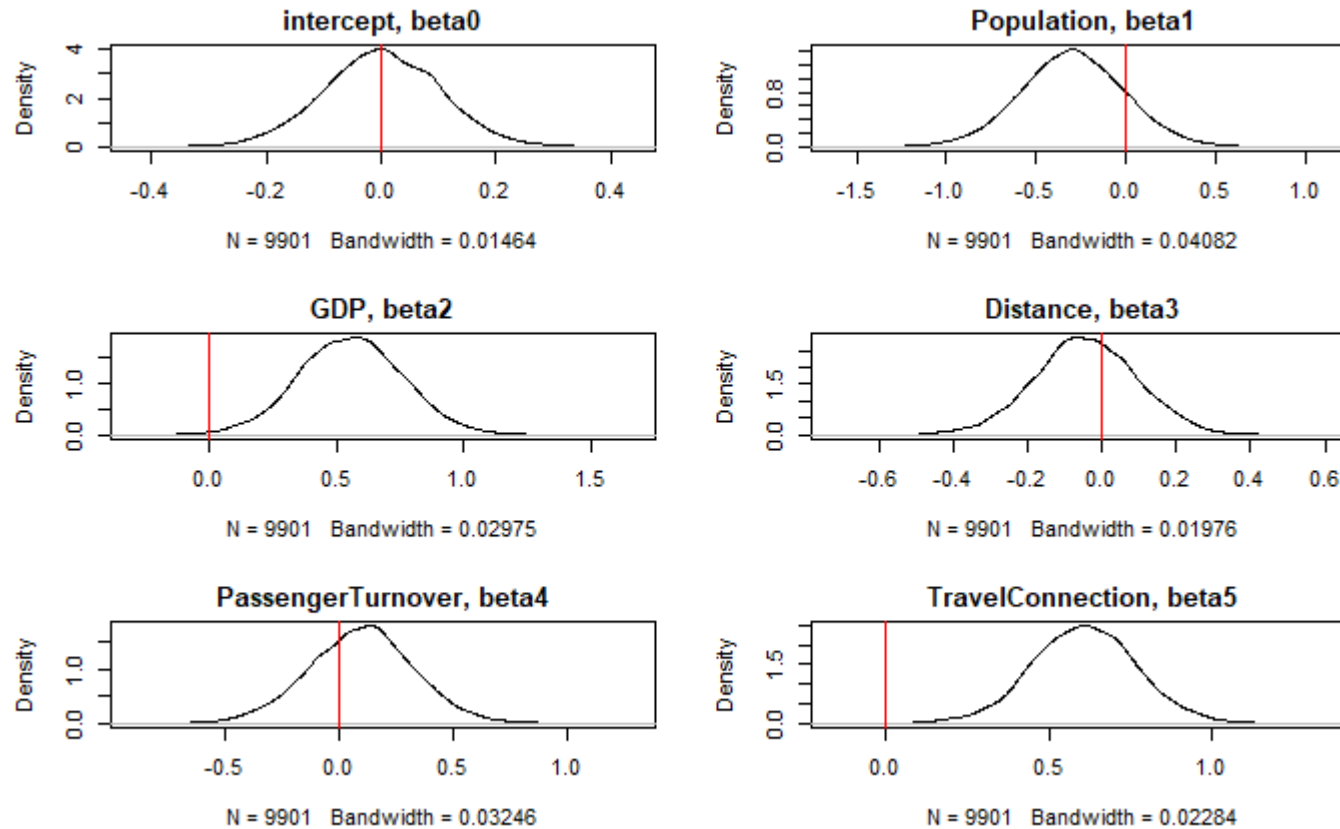 intercept, beta0
Density
0 2 4
-0.4 -0.2 0.0 0.2 0.4
N = 9901 Bandwidth = 0.01464
Population, beta1
Density
0.0 0.8
-1.5 -1.0 -0.5 0.0 0.5 1.0
N = 9901 Bandwidth = 0.04082
GDP, beta2
Density
0.0 1.0
0.0 0.5 1.0 1.5
N = 9901 Bandwidth = 0.02975
Distance, beta3
Density
0.0 1.5
-0.6 -0.4 -0.2 0.0 0.2 0.4 0.6
N = 9901 Bandwidth = 0.01976
PassengerTurnover, beta4
Density
0.0 1.0
-0.5 0.0 0.5 1.0
N = 9901 Bandwidth = 0.03246
TravelConnection, beta5
Density
0.0 1.5
0.0 0.5 1.0
N = 9901 Bandwidth = 0.02284